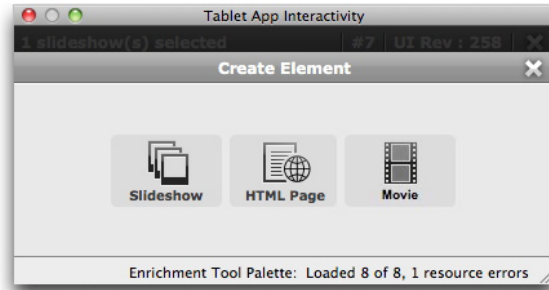 Tablet App Interactivity
1 slideshow(s) selected #7 UI Rev : 258 X
Create Element X
Slideshow HTML Page Movie
Enrichment Tool Palette: Loaded 8 of 8, 1 resource errors